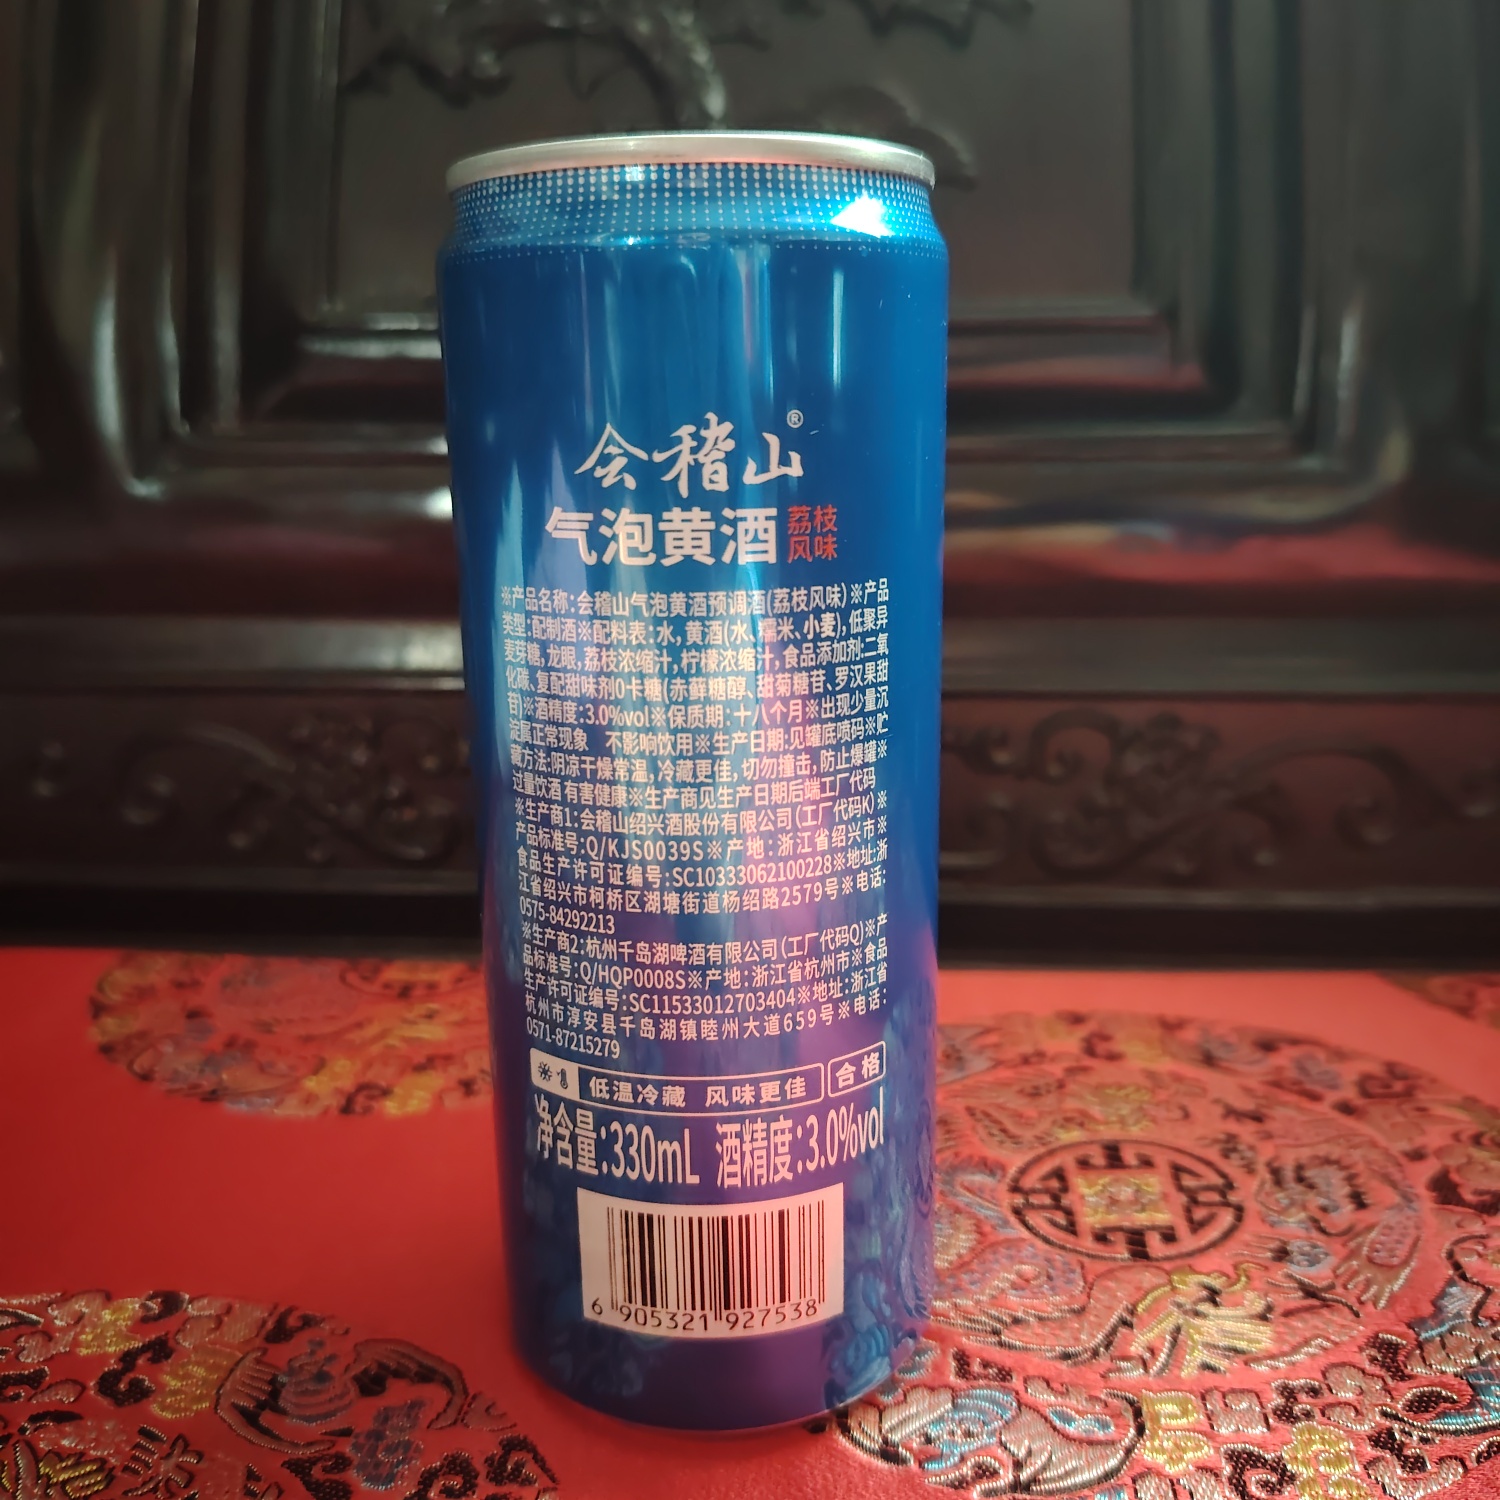 会稽山®
气泡黄酒 荔枝
风味
※产品名称:会稽山气泡黄酒预调酒(荔枝风味)※产品
类型:配制酒※配料表:水,黄酒(水、糯米、小麦),低聚异
麦芽糖,龙眼,荔枝浓缩汁,柠檬浓缩汁,食品添加剂:二氧
化碳、复配甜味剂0卡糖(赤藓糖醇、甜菊糖苷、罗汉果甜
苷)※酒精度:3.0%vol※保质期:十八个月※出现少量沉
淀属正常现象 不影响饮用※生产日期:见罐底喷码※贮
藏方法:阴凉干燥常温,冷藏更佳,切勿撞击,防止爆罐※
过量饮酒 有害健康※生产商见生产日期后端工厂代码
※生产商1:会稽山绍兴酒股份有限公司(工厂代码K)※
产品标准号:Q/KJS0039S※产地:浙江省绍兴市※
食品生产许可证编号:SC10333062100228※地址:浙
江省绍兴市柯桥区湖塘街道杨绍路2579号※电话:
0575-84292213
※生产商2:杭州千岛湖啤酒有限公司(工厂代码Q)※产
品标准号:Q/HQP0008S※产地:浙江省杭州市※食品
生产许可证编号:SC11533012703404※地址:浙江省
杭州市淳安县千岛湖镇睦州大道659号※电话:
0571-87215279
低温冷藏 风味更佳 合格
净含量:330mL 酒精度:3.0%vol
6 905321 927538